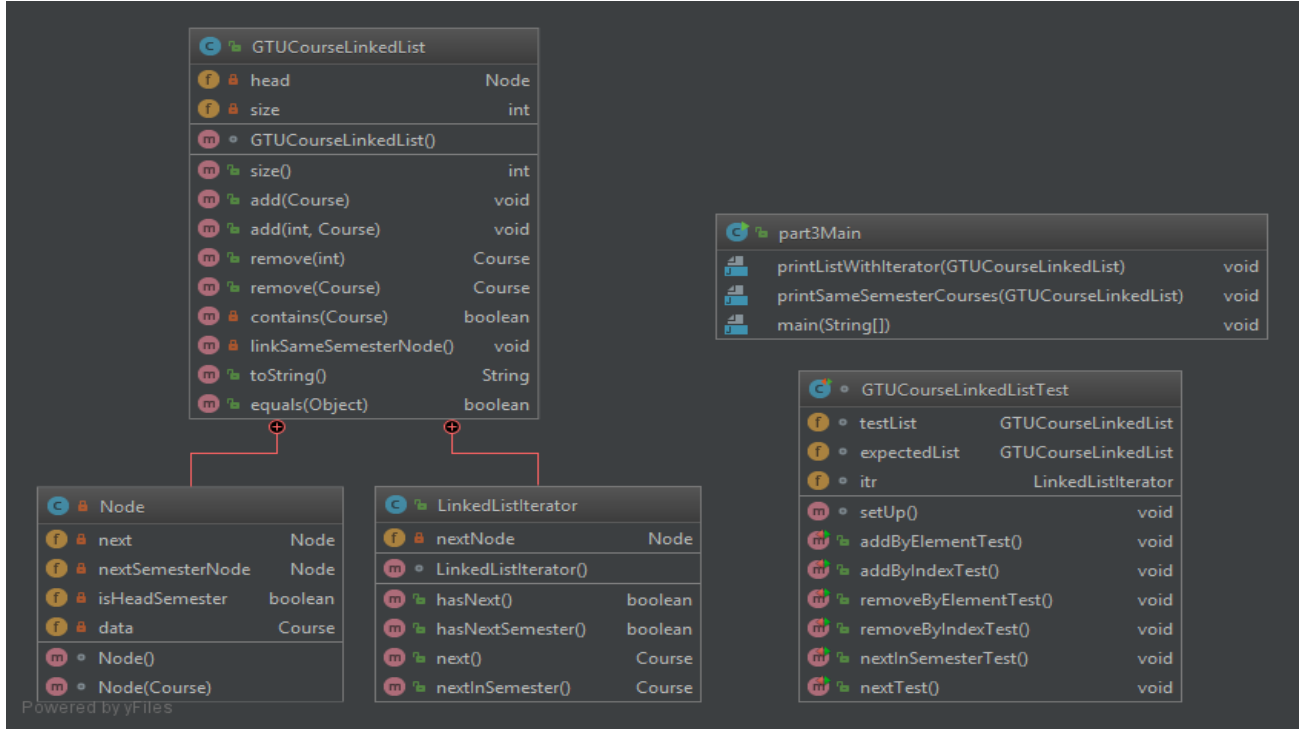 GTUCourseLinkedList
head Node
size int
GTUCourseLinkedList()
size() int
add(Course) void
add(int, Course) void
remove(int) Course
remove(Course) Course
contains(Course) boolean
linkSameSemesterNode() void
toString() String
equals(Object) boolean
part3Main
printListWithIterator(GTUCourseLinkedList) void
printSameSemesterCourses(GTUCourseLinkedList) void
main(String[]) void
GTUCourseLinkedListTest
testList GTUCourseLinkedList
expectedList GTUCourseLinkedList
itr LinkedListIterator
setUp() void
addByElementTest() void
addByIndexTest() void
removeByElementTest() void
removeByIndexTest() void
nextInSemesterTest() void
nextTest() void
Node
next Node
nextSemesterNode Node
isHeadSemester boolean
data Course
Node()
Node(Course)
LinkedListIterator
nextNode Node
LinkedListIterator()
hasNext() boolean
hasNextSemester() boolean
next() Course
nextInSemester() Course
Powered by yFiles